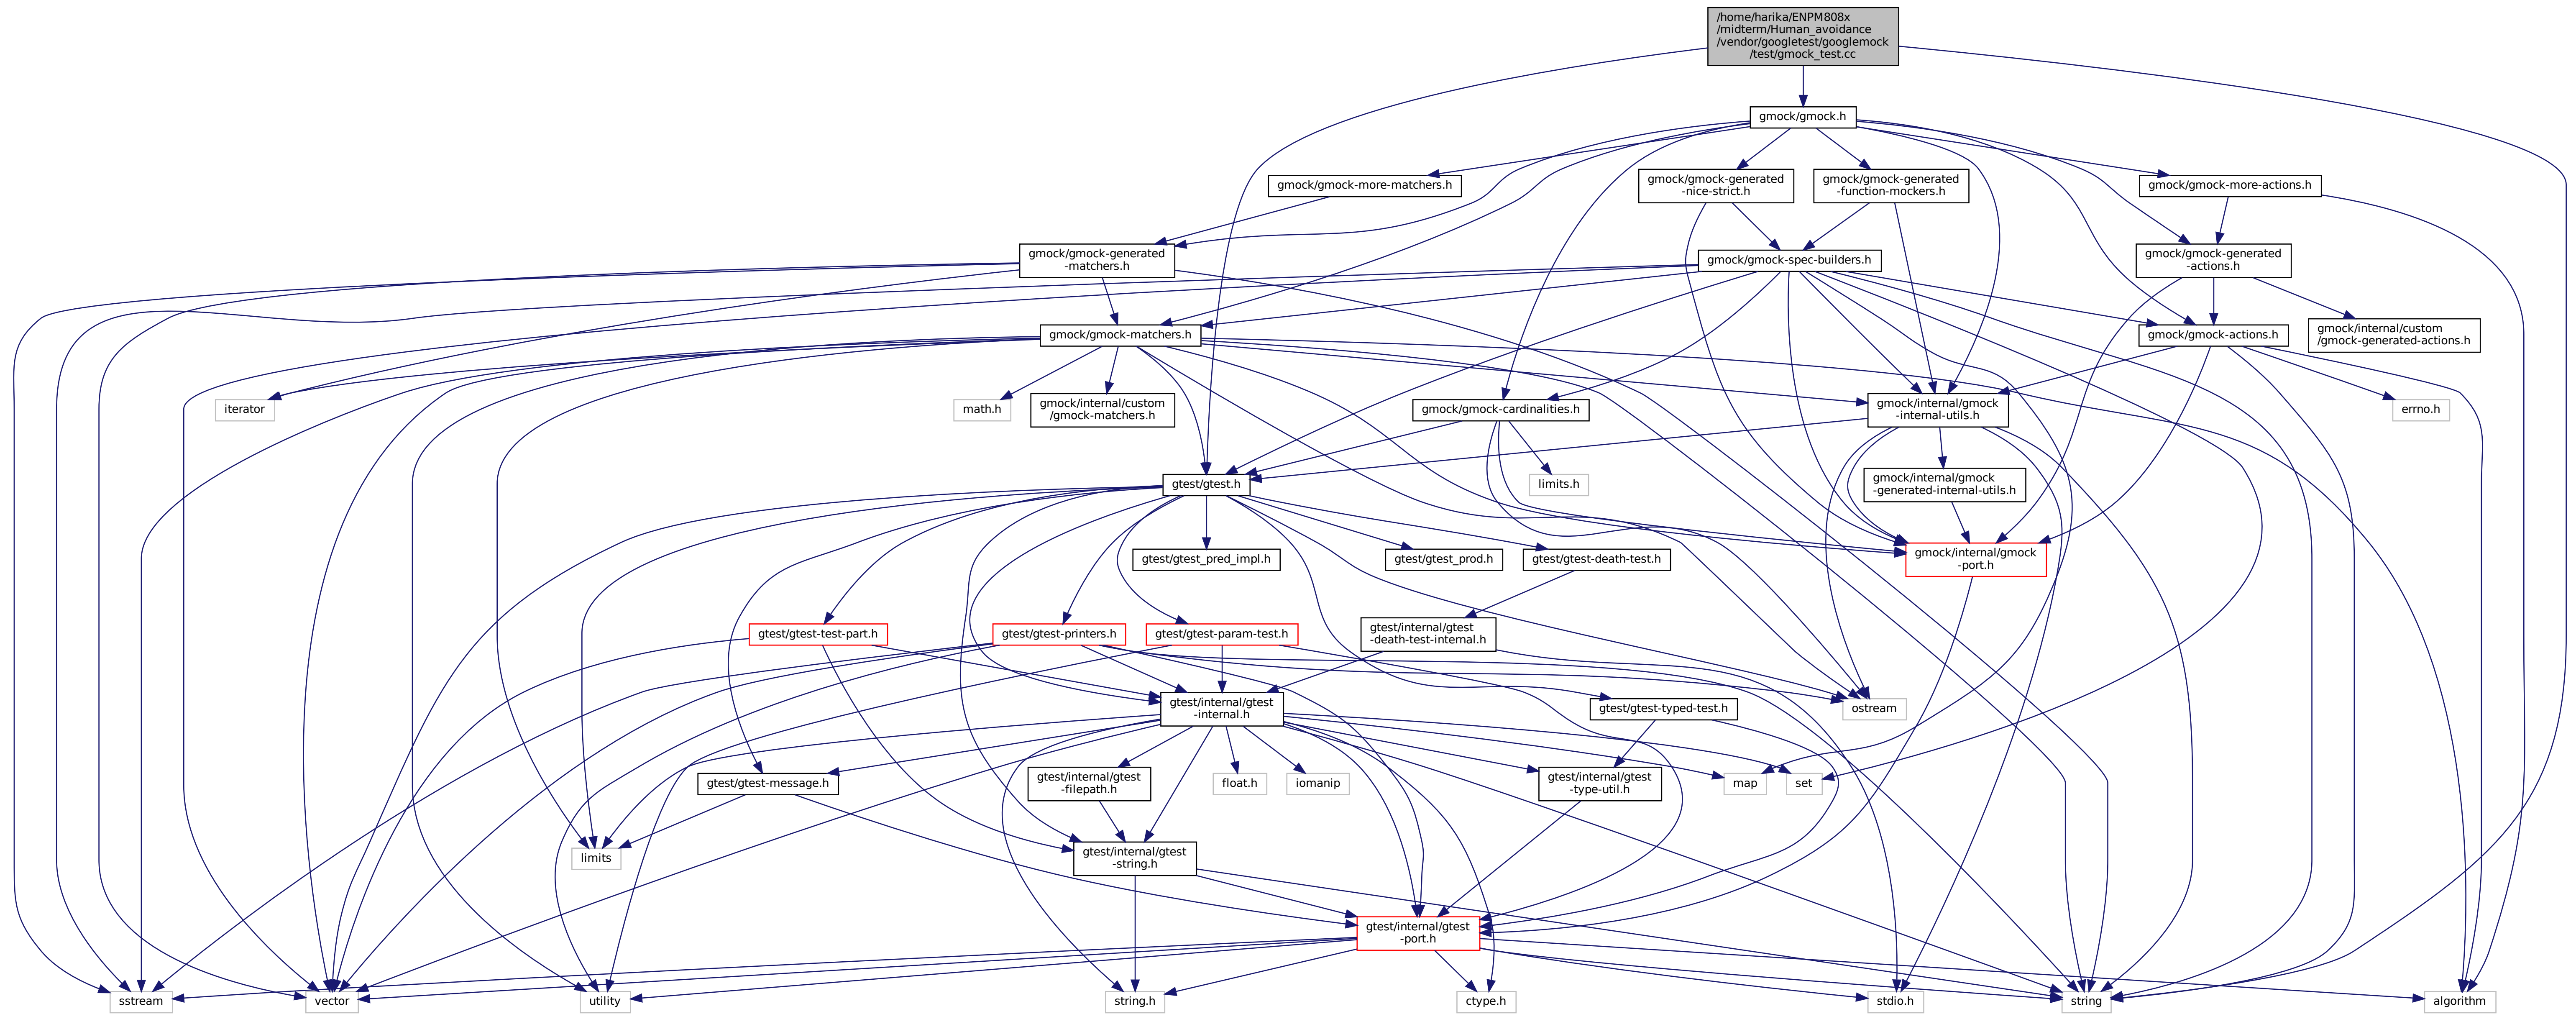 /home/harika/ENPM808x
/midterm/Human_avoidance
/vendor/googletest/googlemock
/test/gmock_test.cc
gmock/gmock.h
gmock/gmock-more-matchers.h
gmock/gmock-generated
-nice-strict.h
gmock/gmock-generated
-function-mockers.h
gmock/gmock-more-actions.h
gmock/gmock-generated
-matchers.h
gmock/gmock-spec-builders.h
gmock/gmock-generated
-actions.h
gmock/gmock-matchers.h
gmock/gmock-actions.h
gmock/internal/custom
/gmock-generated-actions.h
iterator
math.h
gmock/internal/custom
/gmock-matchers.h
gmock/gmock-cardinalities.h
gmock/internal/gmock
-internal-utils.h
errno.h
gtest/gtest.h
limits.h
gmock/internal/gmock
-generated-internal-utils.h
gtest/gtest_pred_impl.h
gtest/gtest_prod.h
gtest/gtest-death-test.h
gmock/internal/gmock
-port.h
gtest/gtest-test-part.h
gtest/gtest-printers.h
gtest/gtest-param-test.h
gtest/internal/gtest
-death-test-internal.h
gtest/internal/gtest
-internal.h
gtest/gtest-typed-test.h
ostream
gtest/gtest-message.h
gtest/internal/gtest
-filepath.h
float.h
iomanip
gtest/internal/gtest
-type-util.h
map
set
limits
gtest/internal/gtest
-string.h
gtest/internal/gtest
-port.h
sstream
vector
utility
string.h
ctype.h
stdio.h
string
algorithm